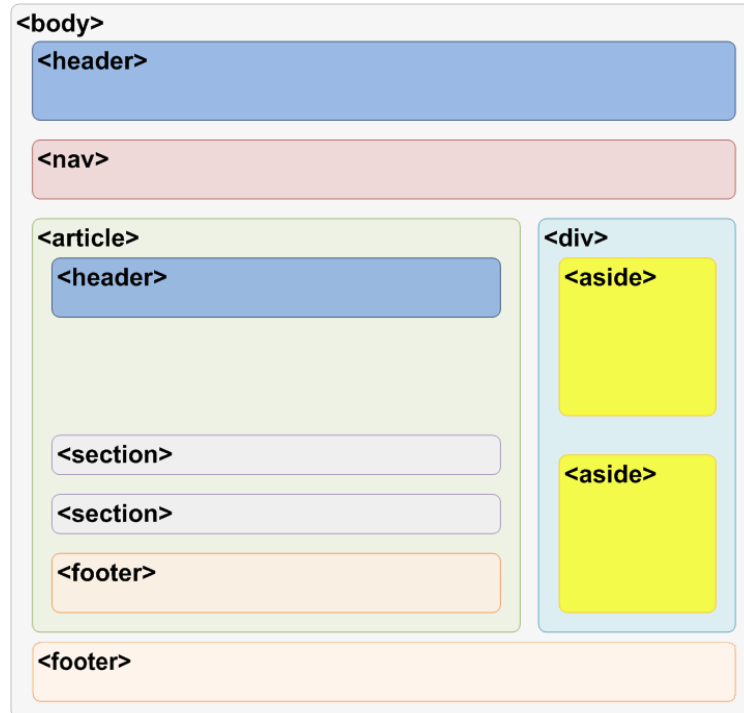 <body>
<header>
<nav>
<article>
<header>
<section>
<section>
<footer>
<div>
<aside>
<aside>
<footer>